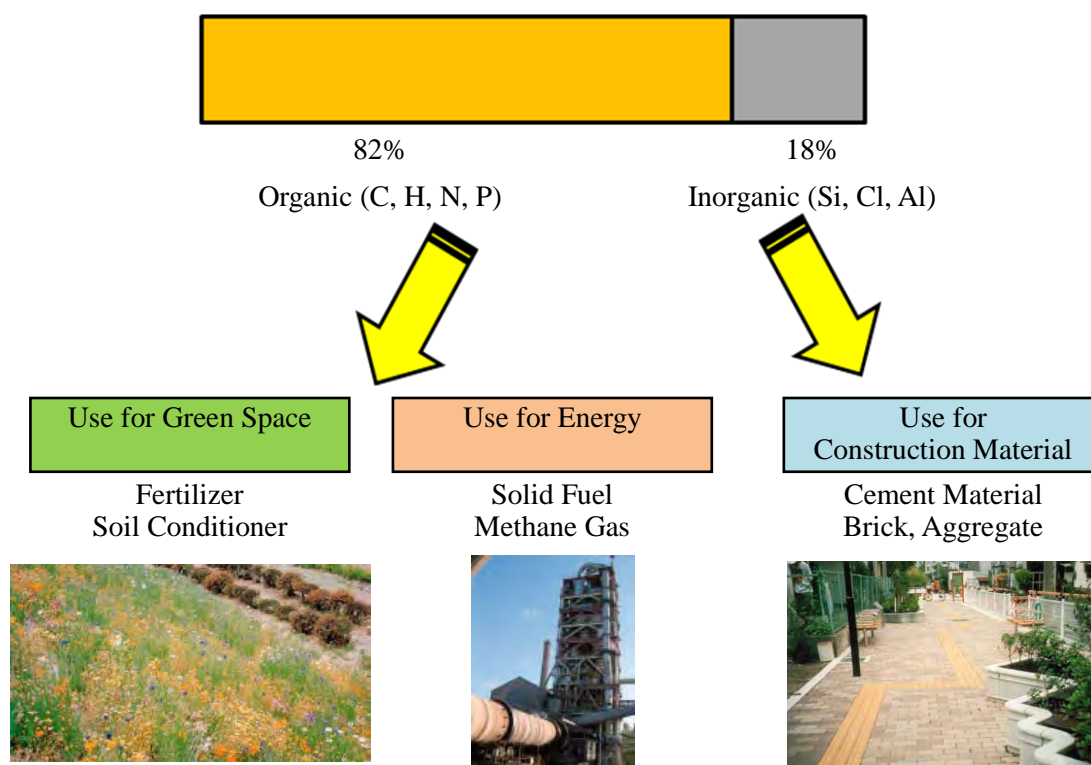 82%
18%
Organic (C, H, N, P)
Inorganic (Si, Cl, Al)
Use for Green Space
Use for Energy
Use for
Construction Material
Fertilizer
Soil Conditioner
Solid Fuel
Methane Gas
Cement Material
Brick, Aggregate